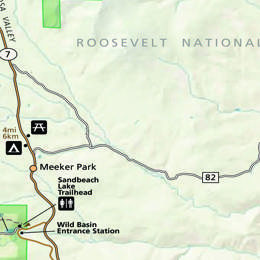 SA VALLEY
ROOSEVELT NATIONAL
7
4mi
6km
Meeker Park
82
Sandbeach
Lake
Trailhead
Wild Basin
Entrance Station